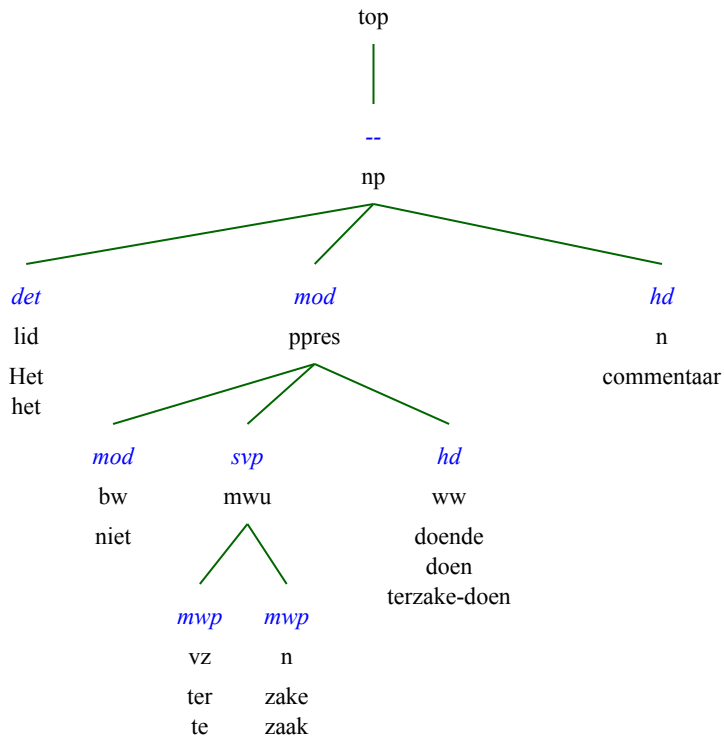 top
--
np
det mod hd
lid ppres n
Het commentaar
het
mod svp hd
bw mwu ww
niet doende
doen
terzake-doen
mwp mwp
vz n
ter zake
te zaak